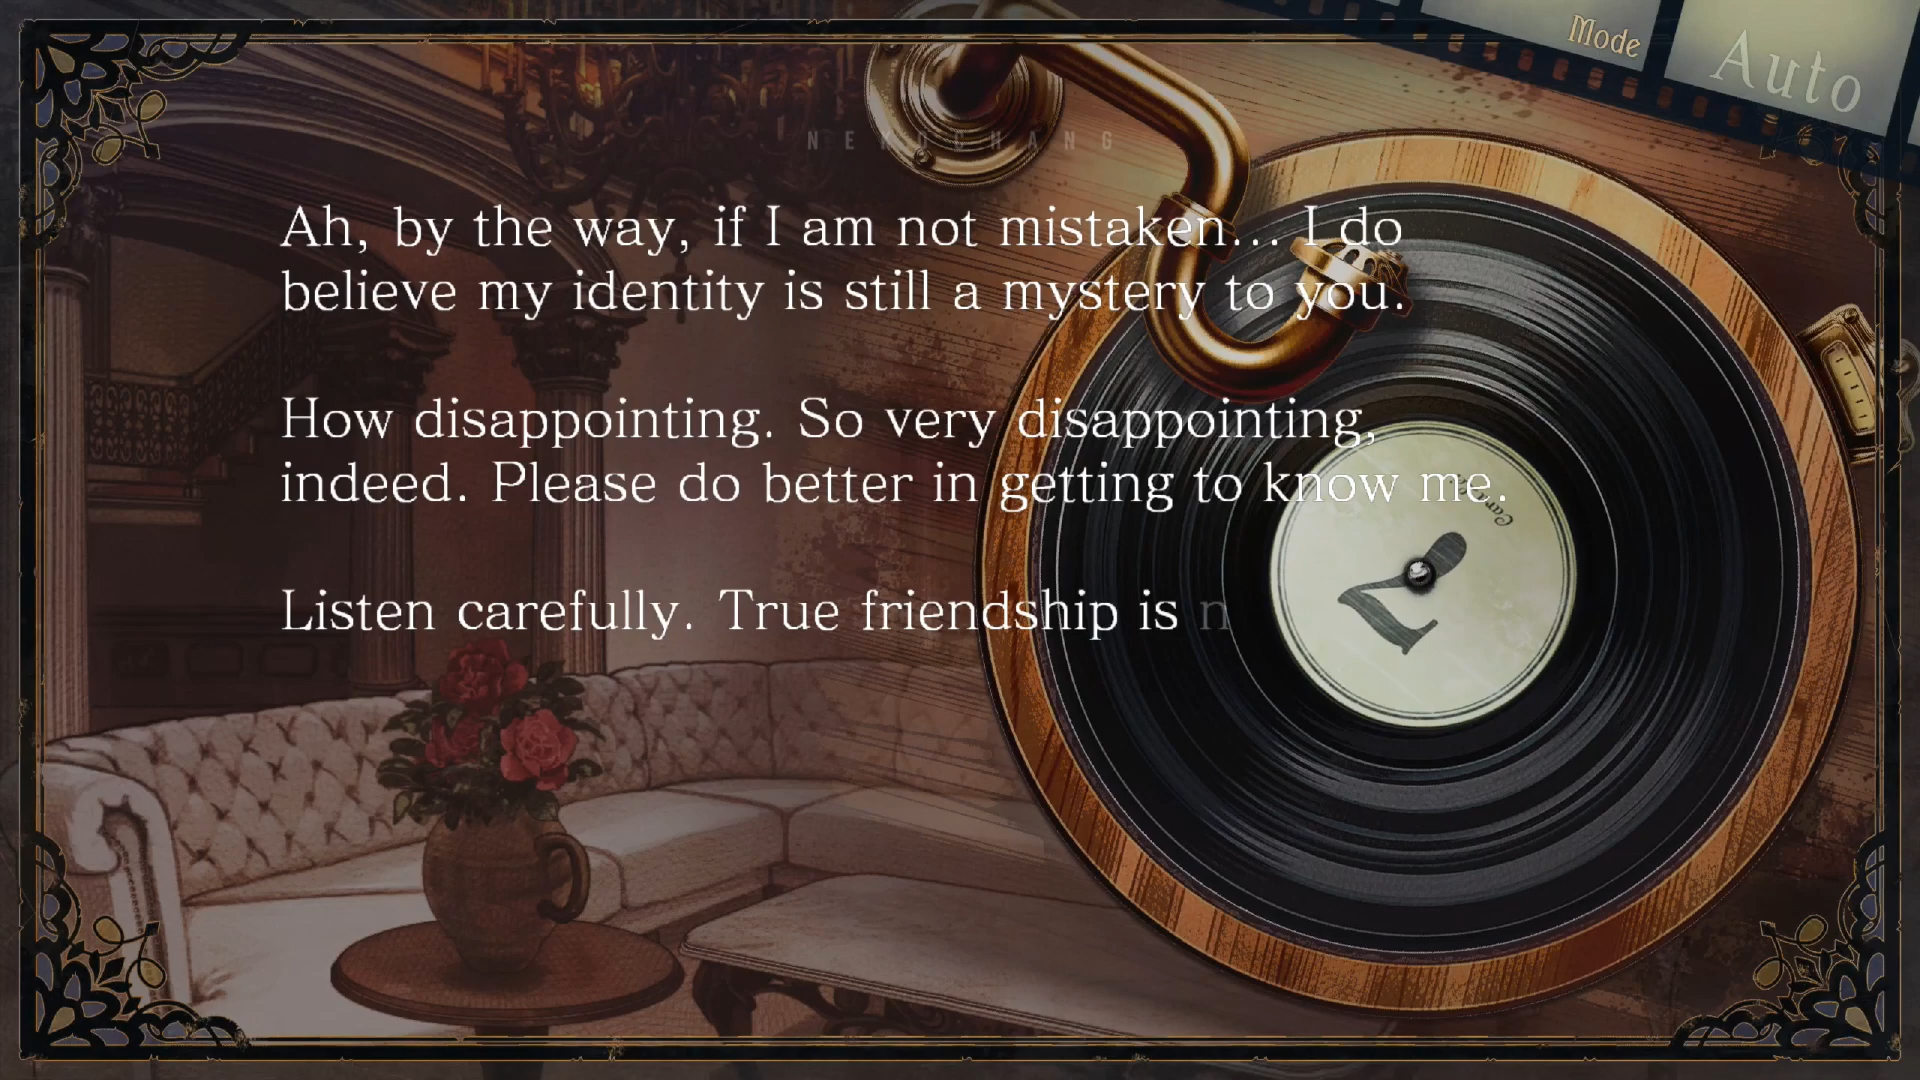 Mode
Auto
NEKOCHANG
Ah, by the way, if I am not mistaken... I do
believe my identity is still a mystery to you.
How disappointing. So very disappointing,
indeed. Please do better in getting to know me.
Listen carefully. True friendship is n
7